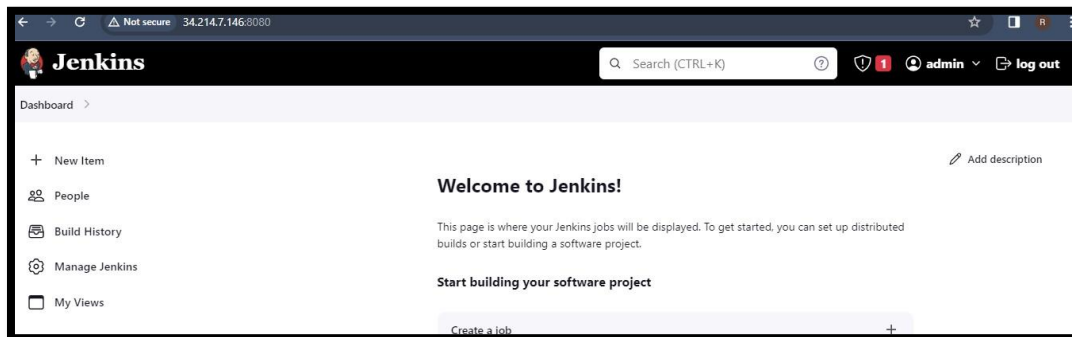 Not secure 34.214.7.146:8080
R
Jenkins
Search (CTRL+K)
1
admin
log out
Dashboard
New Item
Add description
People
Welcome to Jenkins!
Build History
This page is where your Jenkins jobs will be displayed. To get started, you can set up distributed
builds or start building a software project.
Manage Jenkins
Start building your software project
My Views
Create a job